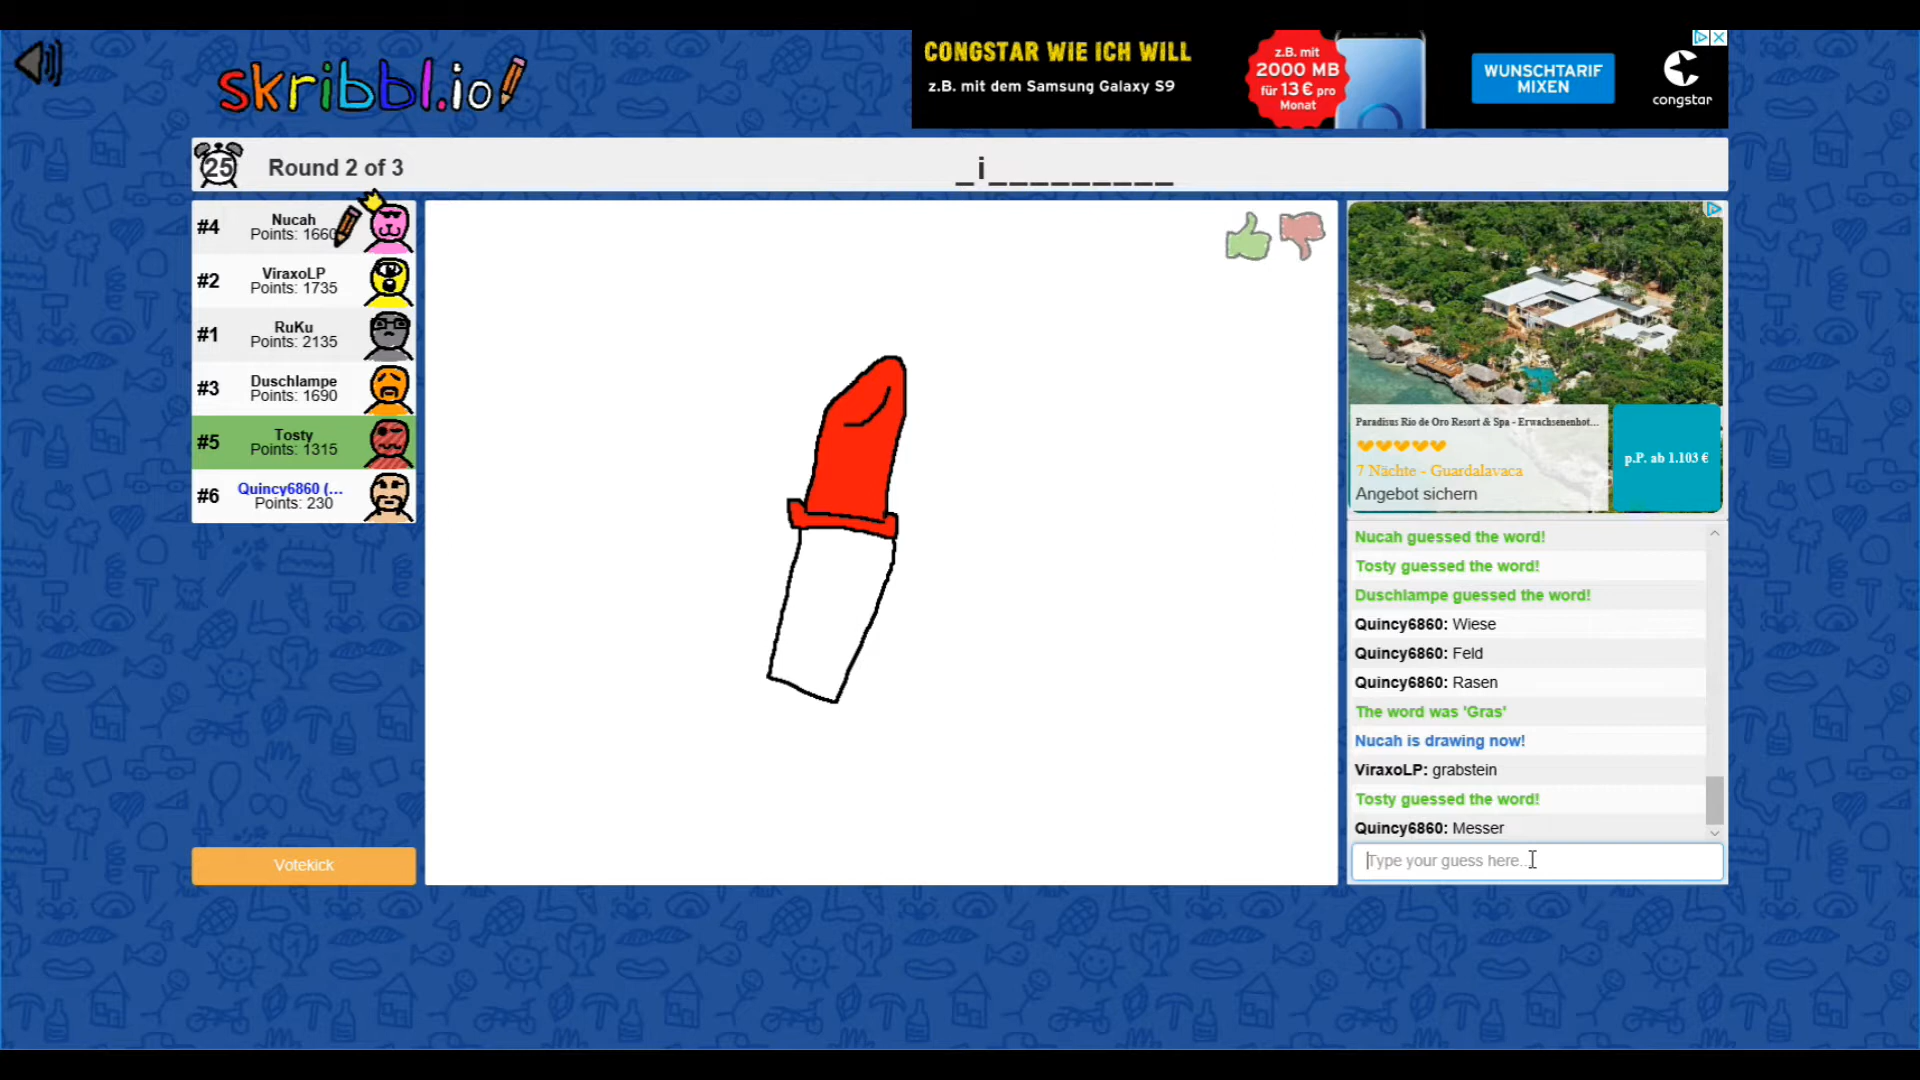 skribbl.io
CONGSTAR WIE ICH WILL
z.B. mit dem Samsung Galaxy S9
z.B. mit
2000 MB
für 13 € pro
Monat
WUNSCHTARIF
MIXEN
congstar
25
Round 2 of 3
_i_________
#4
Nucah
Points: 1660
#2
ViraxoLP
Points: 1735
#1
RuKu
Points: 2135
#3
Duschlampe
Points: 1690
#5
Tosty
Points: 1315
#6
Quincy6860 (...
Points: 230
Votekick
Paradisus Rio de Oro Resort & Spa - Erwachsenenhot...
7 Nächte - Guardalavaca
Angebot sichern
p.P. ab 1.103 €
Nucah guessed the word!
Tosty guessed the word!
Duschlampe guessed the word!
Quincy6860: Wiese
Quincy6860: Feld
Quincy6860: Rasen
The word was 'Gras'
Nucah is drawing now!
ViraxoLP: grabstein
Tosty guessed the word!
Quincy6860: Messer
Type your guess here...